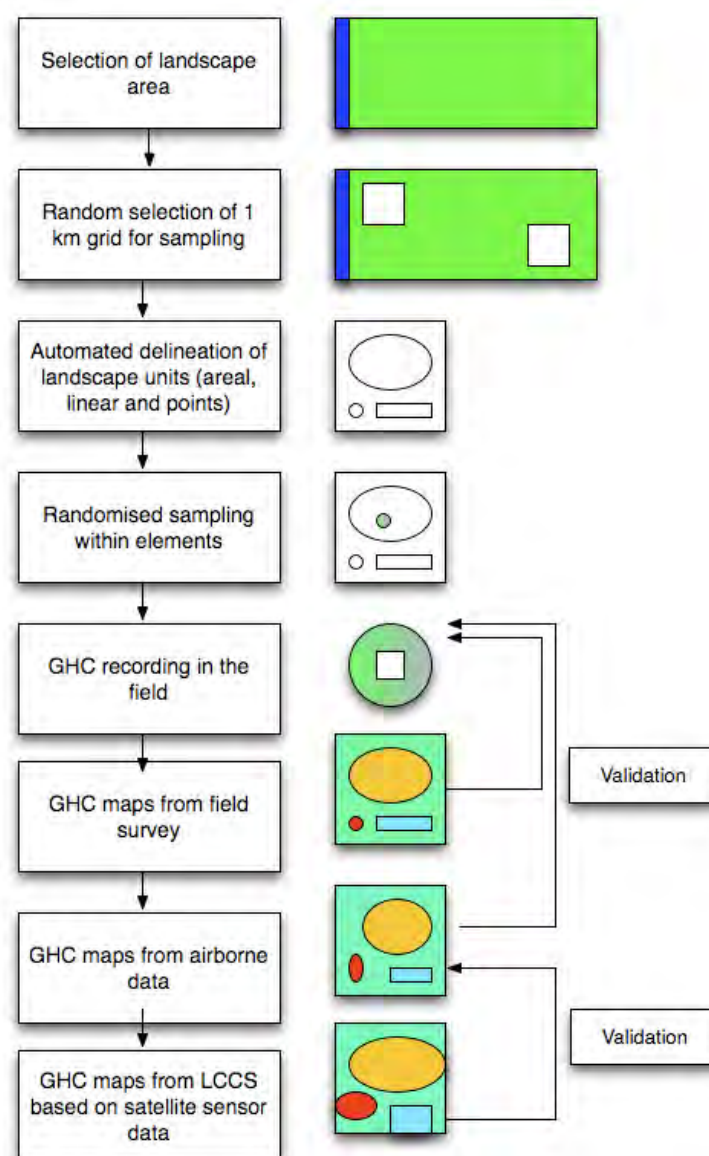 Selection of landscape
area
Random selection of 1
km grid for sampling
Automated delineation of
landscape units (areal,
linear and points)
Randomised sampling
within elements
GHC recording in the
field
GHC maps from field
survey
Validation
GHC maps from airborne
data
Validation
GHC maps from LCCS
based on satellite sensor
data